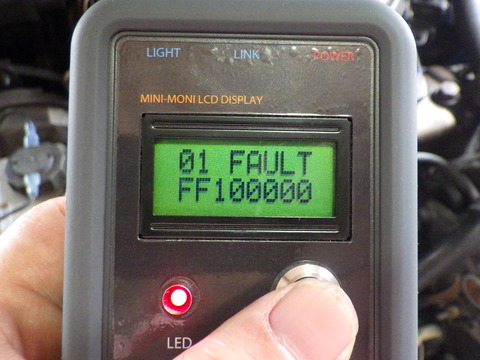 LIGHT LINK POWER
MINI-MONI LCD DISPLAY
01 FAULT
FF100000
LED